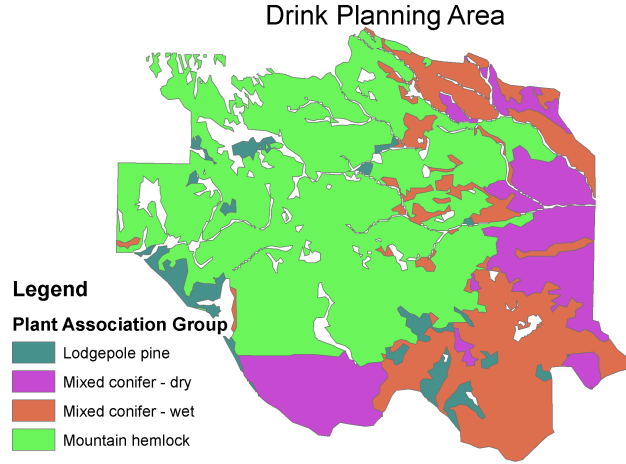 Drink Planning Area
Legend
Plant Association Group
Lodgepole pine
Mixed conifer - dry
Mixed conifer - wet
Mountain hemlock